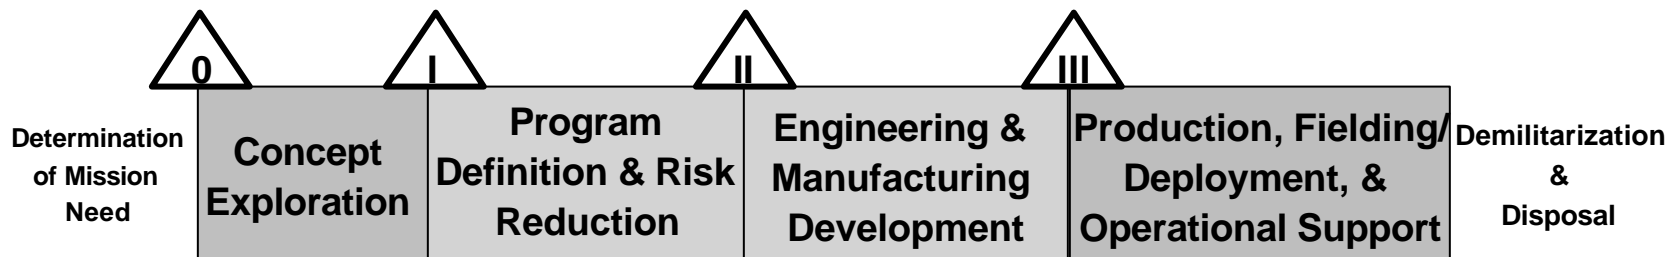 0
I
II
III
Determination
of Mission
Need
Concept
Exploration
Program
Definition & Risk
Reduction
Engineering &
Manufacturing
Development
Production, Fielding/
Deployment, &
Operational Support
Demilitarization
&
Disposal